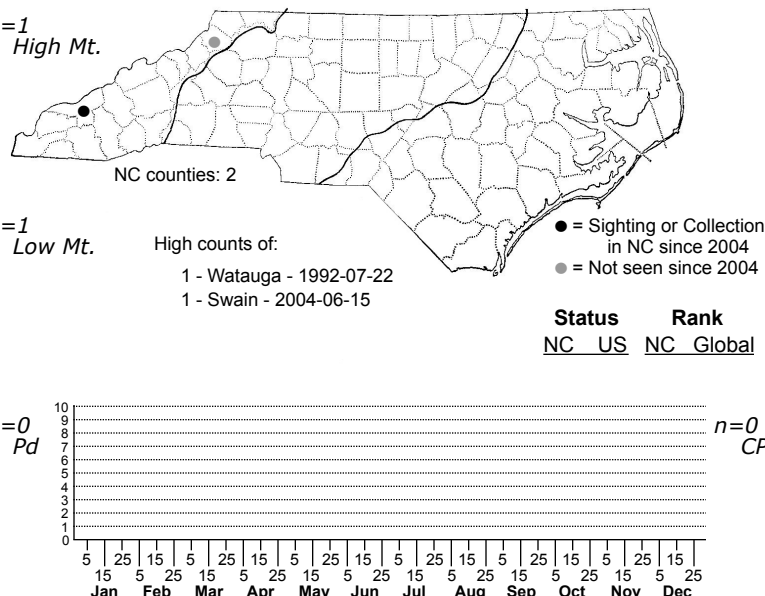 =1
High Mt.
NC counties: 2
=1
Low Mt.
High counts of:
1 - Watauga - 1992-07-22
1 - Swain - 2004-06-15
● = Sighting or Collection
in NC since 2004
● = Not seen since 2004
Status Rank
NC US NC Global
=0
Pd
10
9
8
7
6
5
4
3
2
1
0
n=0
CP
5 25 15 5 25 15 5 25 15 5 25 15 5 25 15 5 25 15
15 5 25 15 5 25 15 5 25 15 5 25 15 5 25 15 5 25
Jan Feb Mar Apr May Jun Jul Aug Sep Oct Nov Dec